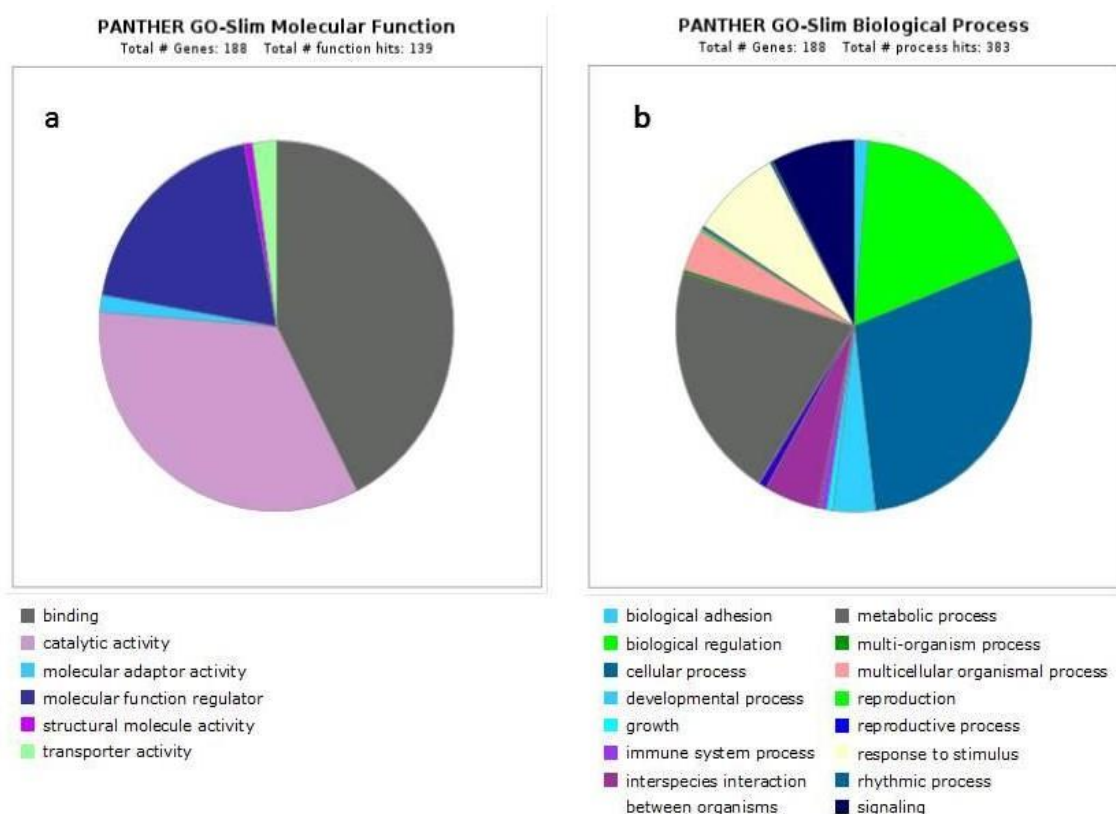 PANTHER GO-Slim Molecular Function
Total # Genes: 188 Total # function hits: 139
a
binding
catalytic activity
molecular adaptor activity
molecular function regulator
structural molecule activity
transporter activity
PANTHER GO-Slim Biological Process
Total # Genes: 188 Total # process hits: 383
b
biological adhesion
biological regulation
cellular process
developmental process
growth
immune system process
interspecies interaction
between organisms
metabolic process
multi-organism process
multicellular organismal process
reproduction
reproductive process
response to stimulus
rhythmic process
signaling